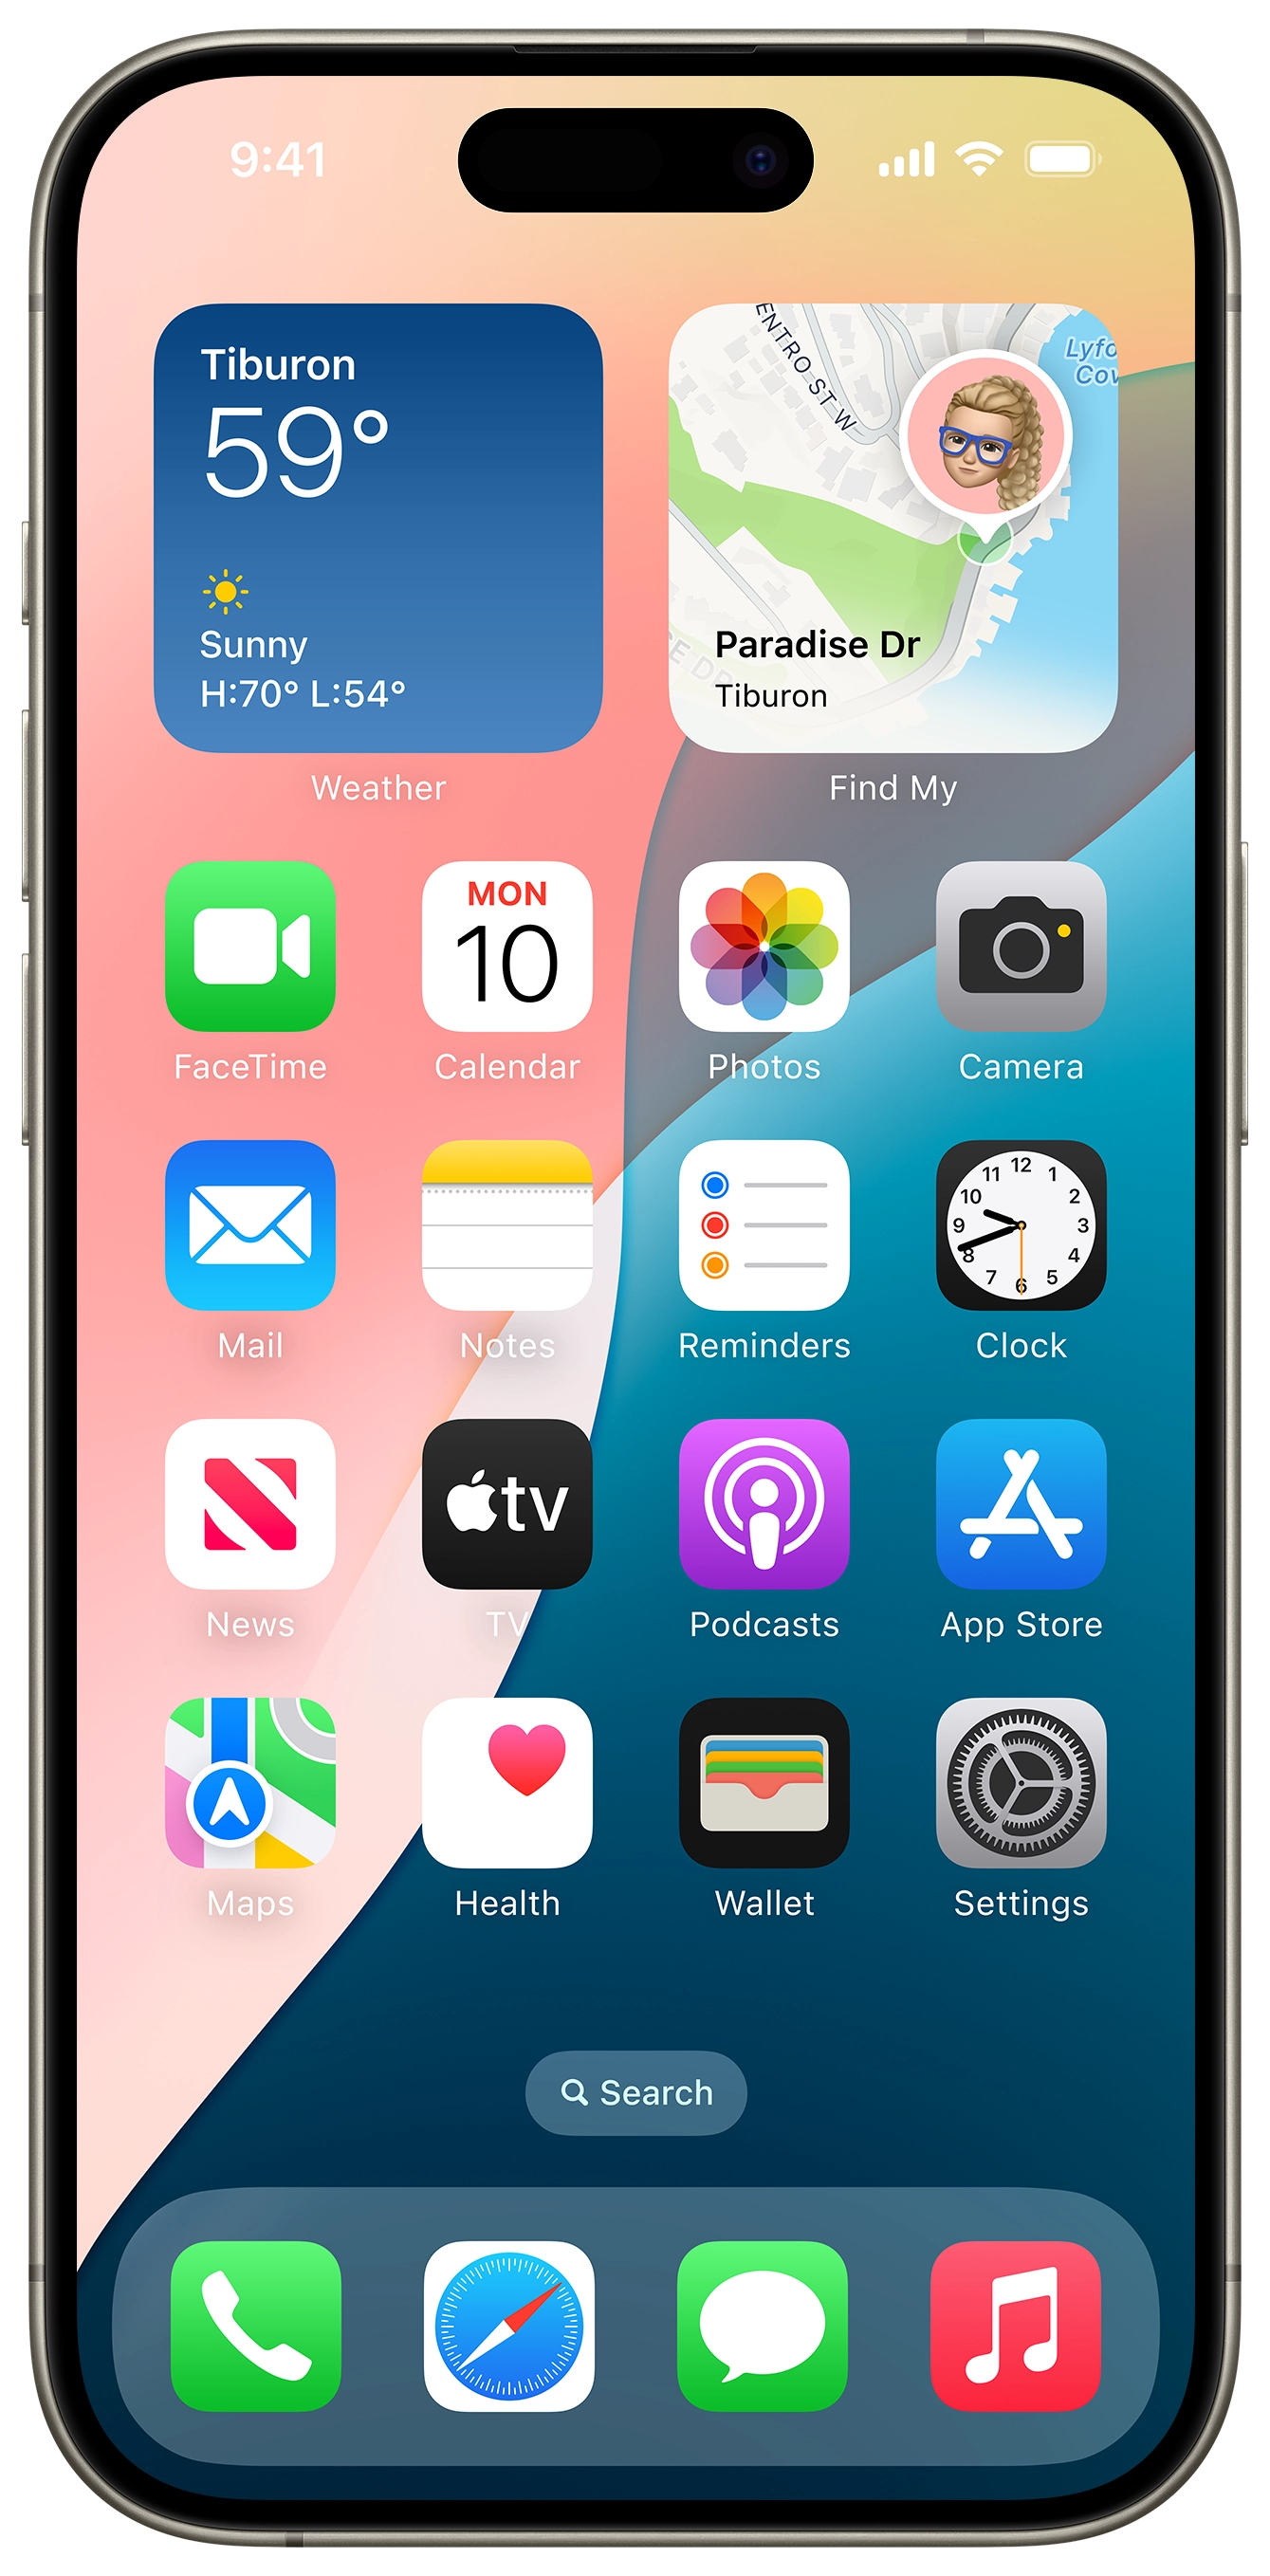 9:41
Tiburon
59°
Sunny
H:70° L:54°
Weather
ENTRO ST W
Lyfo
Cov
CE DR
Paradise Dr
Tiburon
Find My
MON
10
FaceTime
Calendar
Photos
Camera
12
1
2
3
4
5
6
7
8
9
10
11
Mail
Notes
Reminders
Clock
tv
News
TV
Podcasts
App Store
Maps
Health
Wallet
Settings
Search